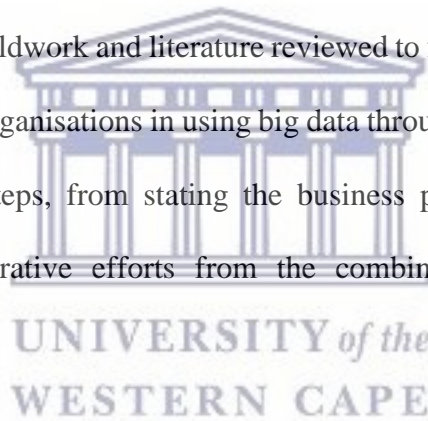 ldwork and literature reviewed to
ganisations in using big data throu
teps, from stating the business p
rative efforts from the combin
UNIVERSITY of the
WESTERN CAPE